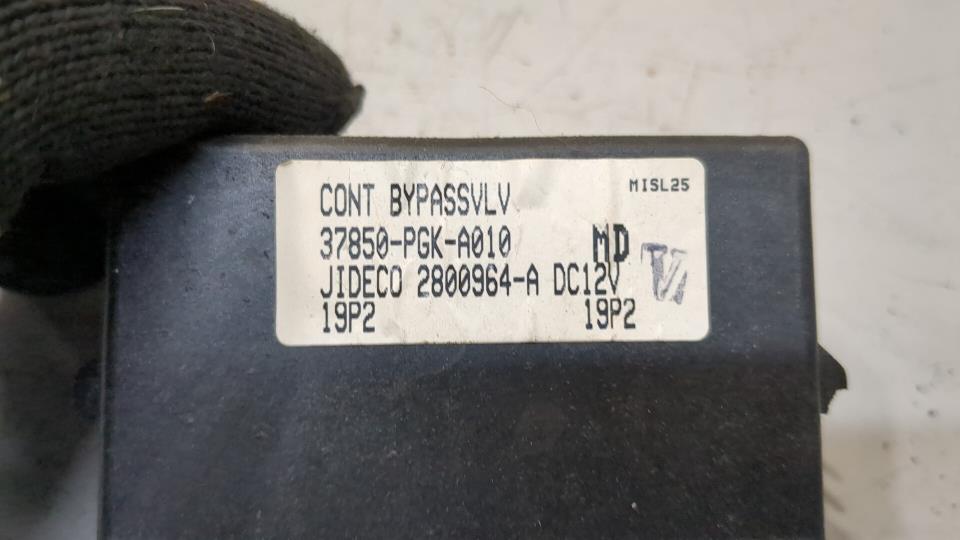 MISL25
CONT BYPASSVLV
37850-PGK-A010 MD
JIDECO 2800964-A DC12V
19P2 19P2